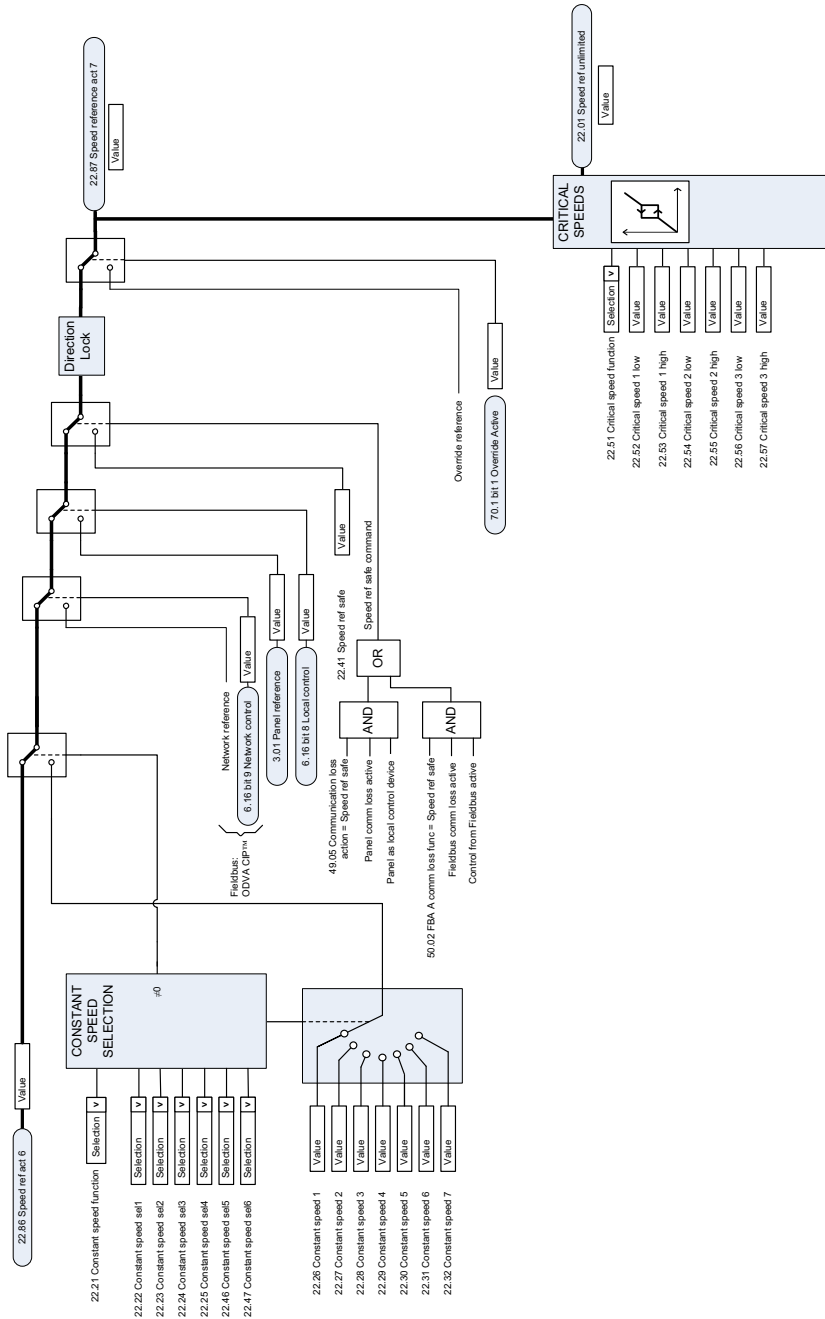 22.86 Speed ref act 6
Value
22.21 Constant speed function
Selection
v
22.22 Constant speed sel1
Selection
v
22.23 Constant speed sel2
Selection
v
22.24 Constant speed sel3
Selection
v
22.25 Constant speed sel4
Selection
v
22.46 Constant speed sel5
Selection
v
22.47 Constant speed sel6
Selection
v
CONSTANT
SPEED
SELECTION
≠0
22.26 Constant speed 1
Value
22.27 Constant speed 2
Value
22.28 Constant speed 3
Value
22.29 Constant speed 4
Value
22.30 Constant speed 5
Value
22.31 Constant speed 6
Value
22.32 Constant speed 7
Value
Network reference
Fieldbus:
ODVA CIP™
6.16 bit 9 Network control
Value
3.01 Panel reference
Value
6.16 bit 8 Local control
Value
22.41 Speed ref safe
Value
49.05 Communication loss
action = Speed ref safe
Panel comm loss active
Panel as local control device
AND
50.02 FBA A comm loss func = Speed ref safe
Fieldbus comm loss active
Control from Fieldbus active
AND
OR
Speed ref safe command
Direction
Lock
Override reference
70.1 bit 1 Override Active
Value
22.87 Speed reference act 7
Value
22.51 Critical speed function
Selection
v
22.52 Critical speed 1 low
Value
22.53 Critical speed 1 high
Value
22.54 Critical speed 2 low
Value
22.55 Critical speed 2 high
Value
22.56 Critical speed 3 low
Value
22.57 Critical speed 3 high
Value
CRITICAL
SPEEDS
22.01 Speed ref unlimited
Value